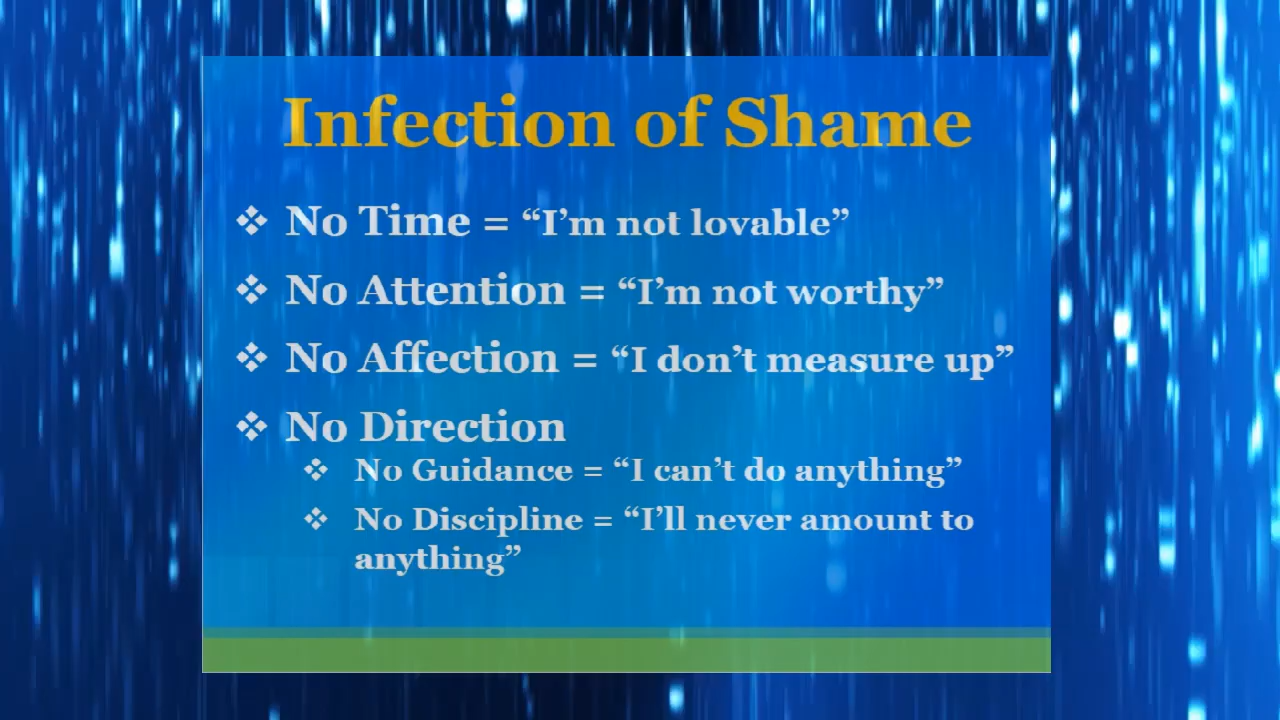 Infection of Shame
❖ No Time = “I’m not lovable”
❖ No Attention = “I’m not worthy”
❖ No Affection = “I don’t measure up”
❖ No Direction
❖ No Guidance = “I can’t do anything”
❖ No Discipline = “I’ll never amount to
anything”